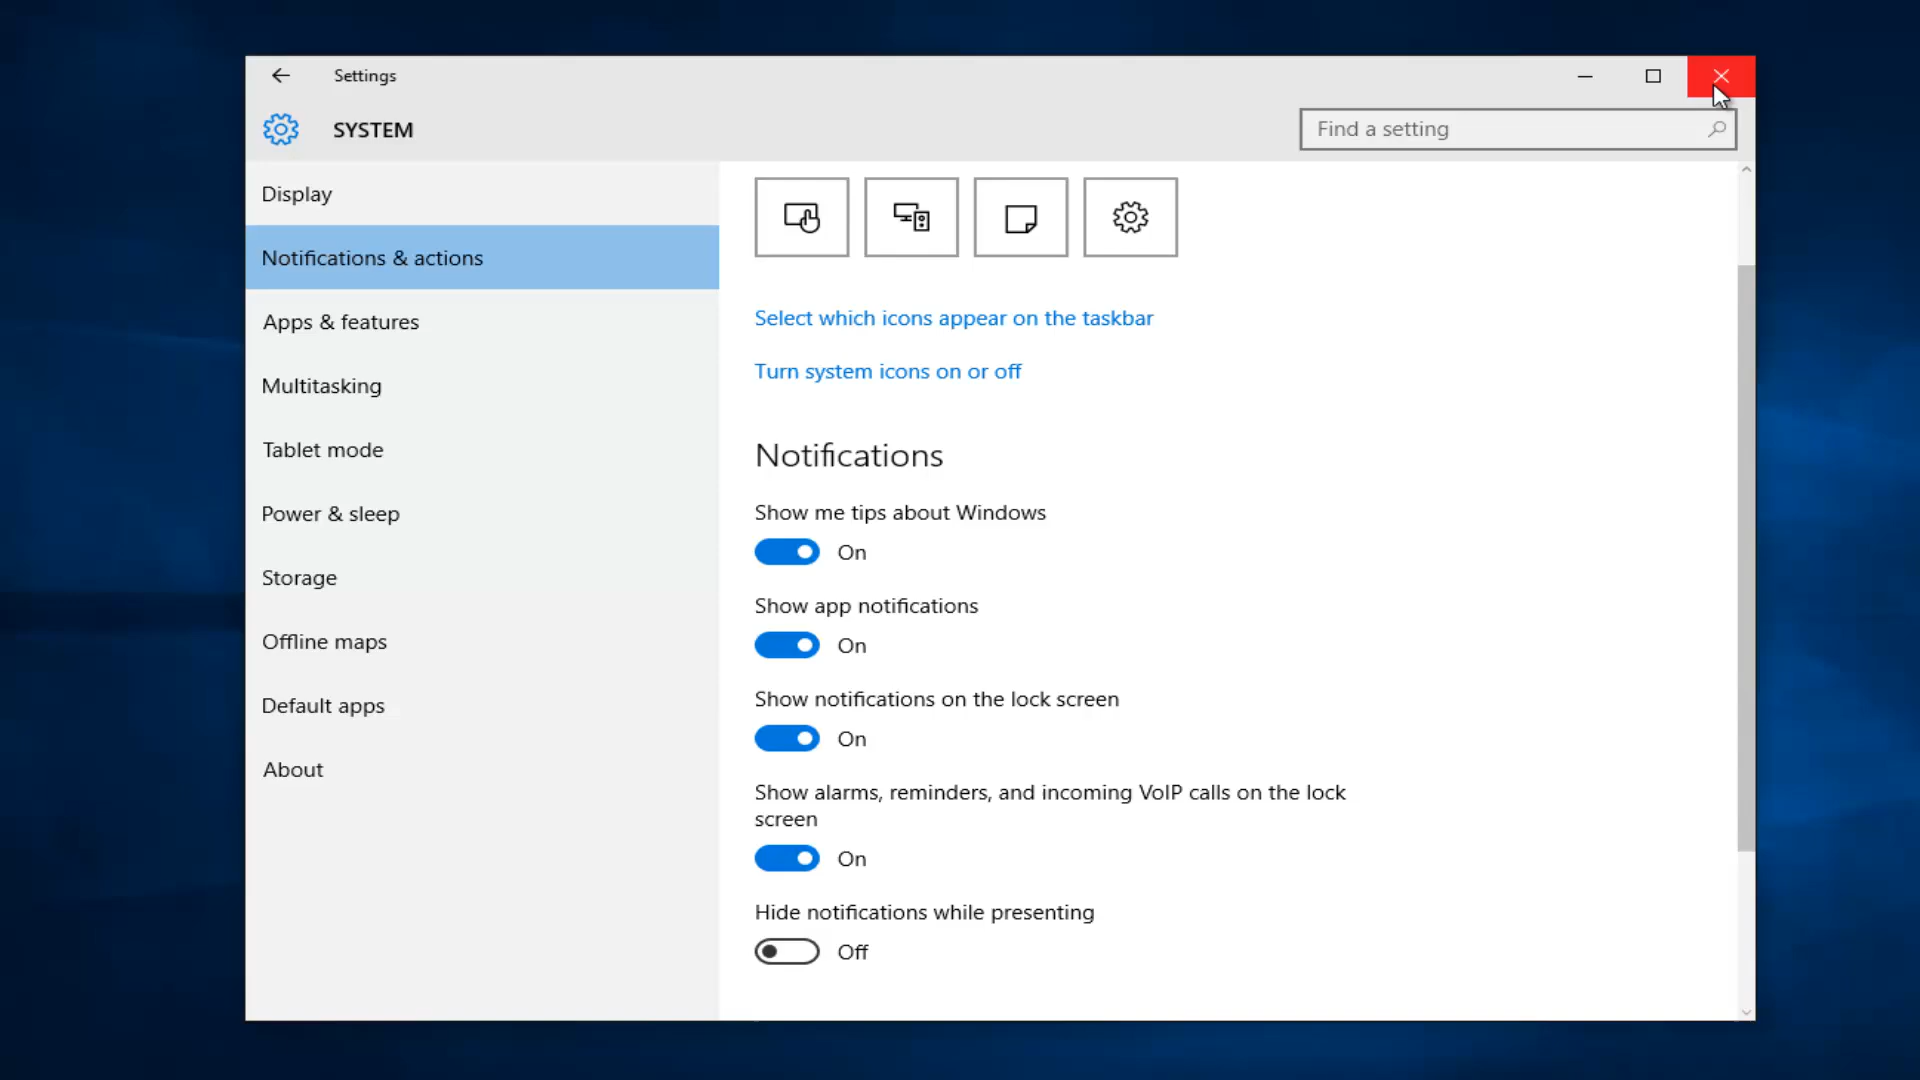 Settings
SYSTEM
Find a setting
Display
Notifications & actions
Apps & features
Multitasking
Tablet mode
Power & sleep
Storage
Offline maps
Default apps
About
Select which icons appear on the taskbar
Turn system icons on or off
Notifications
Show me tips about Windows
On
Show app notifications
On
Show notifications on the lock screen
On
Show alarms, reminders, and incoming VoIP calls on the lock
screen
On
Hide notifications while presenting
Off